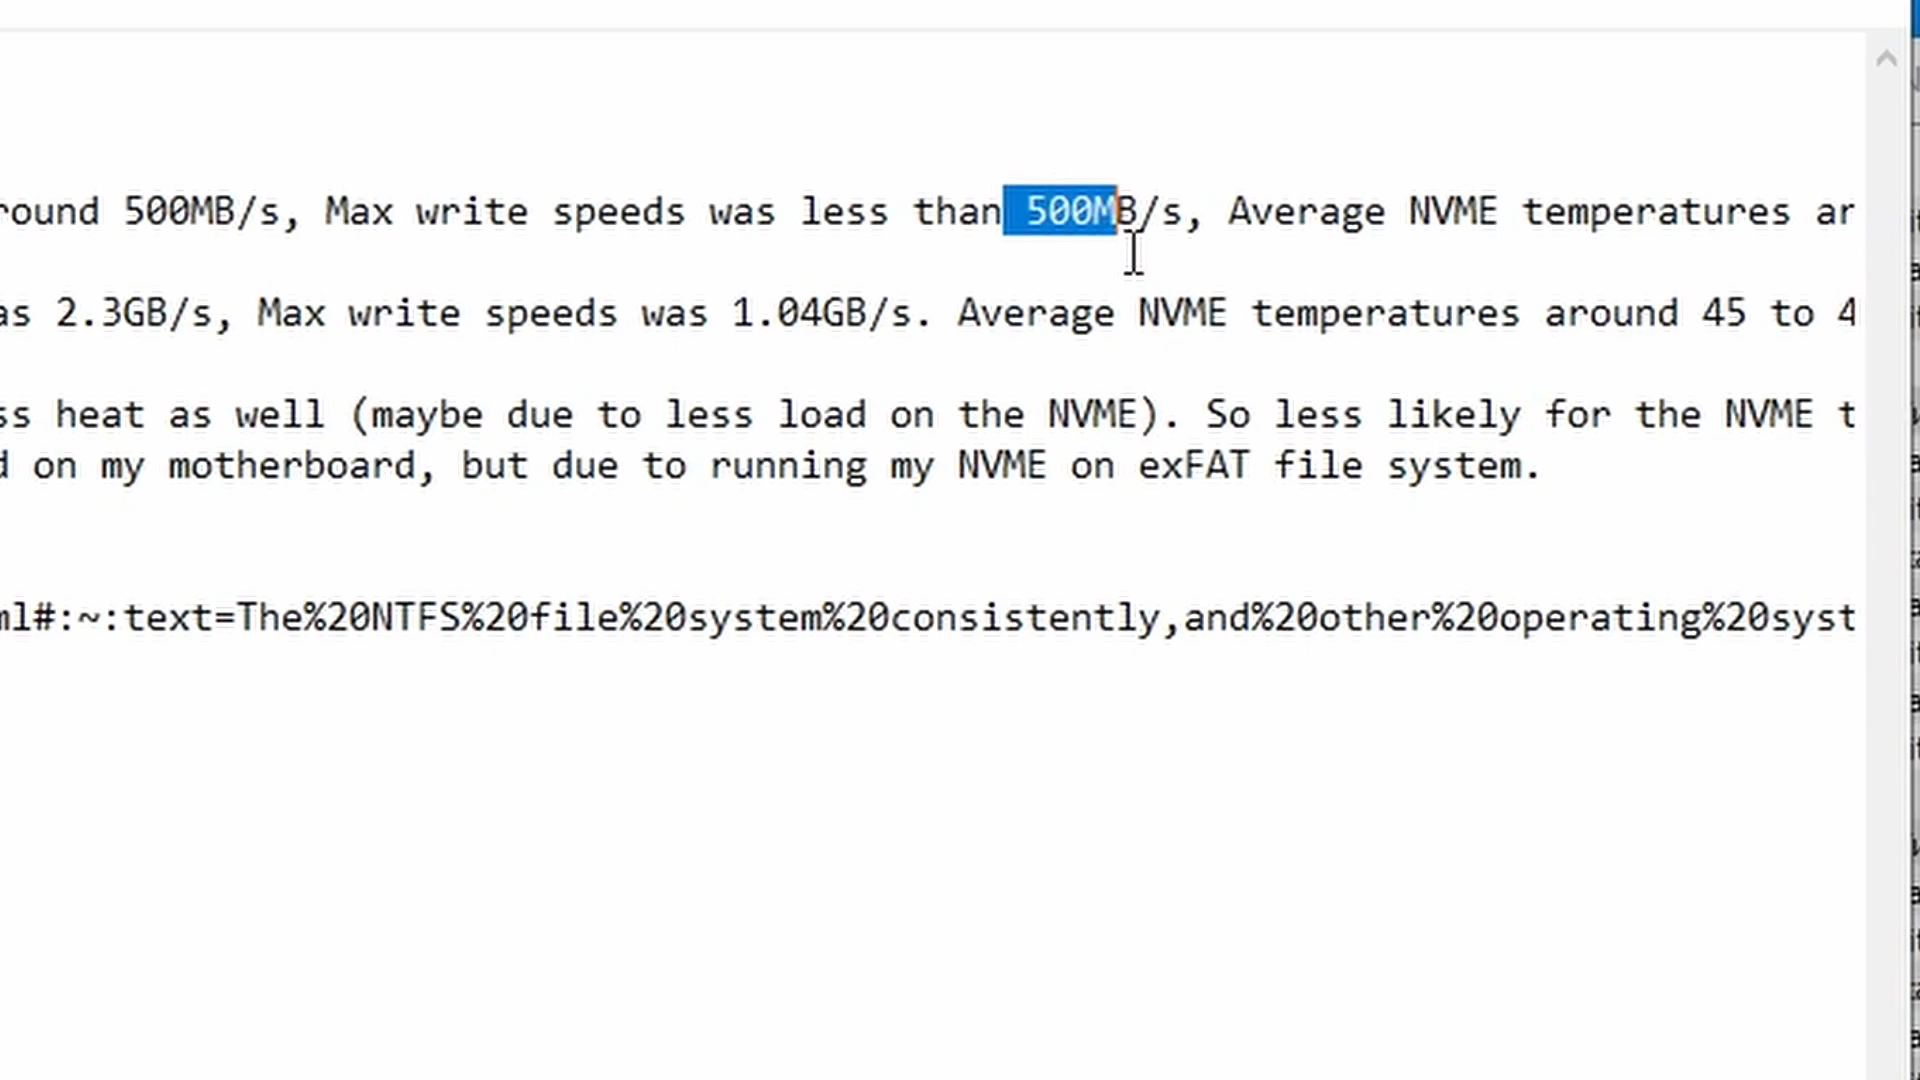 round 500MB/s, Max write speeds was less than 500MB/s, Average NVME temperatures ar
as 2.3GB/s, Max write speeds was 1.04GB/s. Average NVME temperatures around 45 to 4
ss heat as well (maybe due to less load on the NVME). So less likely for the NVME t
d on my motherboard, but due to running my NVME on exFAT file system.
ml#:~:text=The%20NTFS%20file%20system%20consistently,and%20other%20operating%20syst